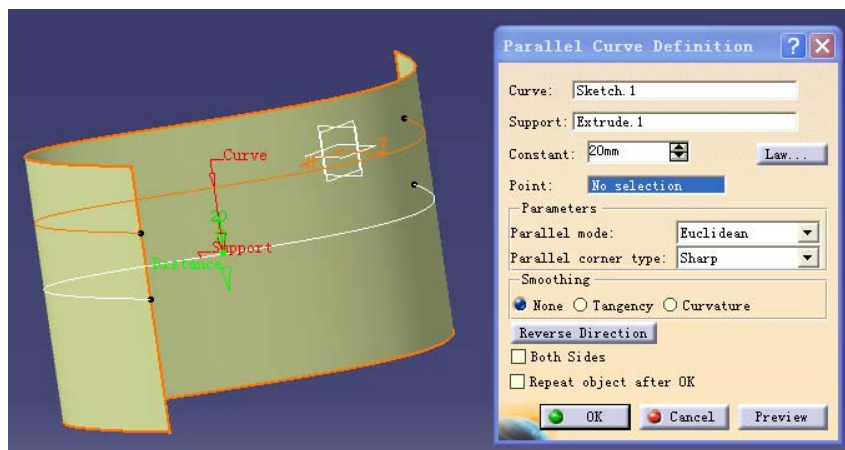 Curve
20
Support
Distance
Parallel Curve Definition
Curve: Sketch.1
Support: Extrude.1
Constant: 20mm Law...
Point: No selection
Parameters
Parallel mode: Euclidean
Parallel corner type: Sharp
Smoothing
None Tangency Curvature
Reverse Direction
Both Sides
Repeat object after OK
OK Cancel Preview